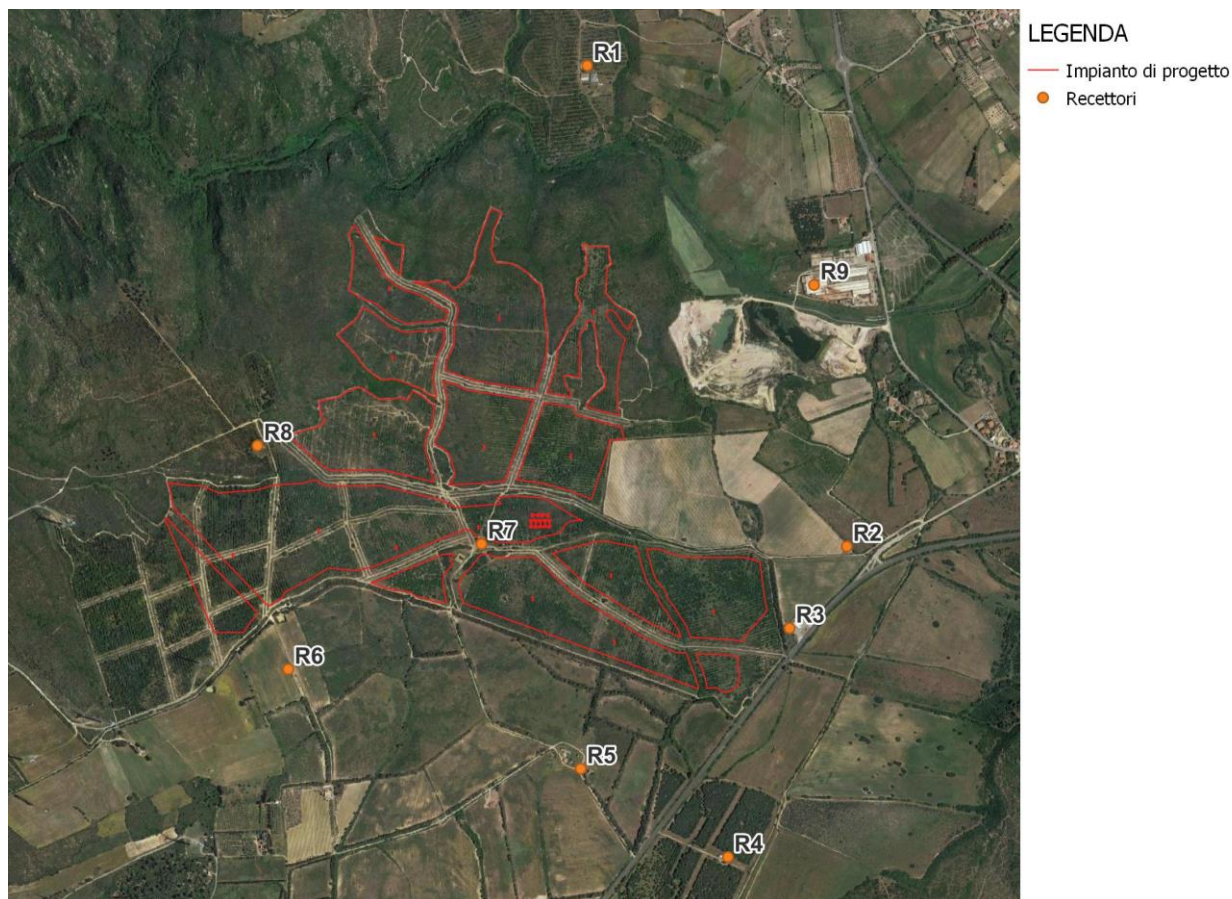 R1
LEGENDA
Impianto di progetto
Recettori
R9
R8
R7
R2
R3
R6
R5
R4